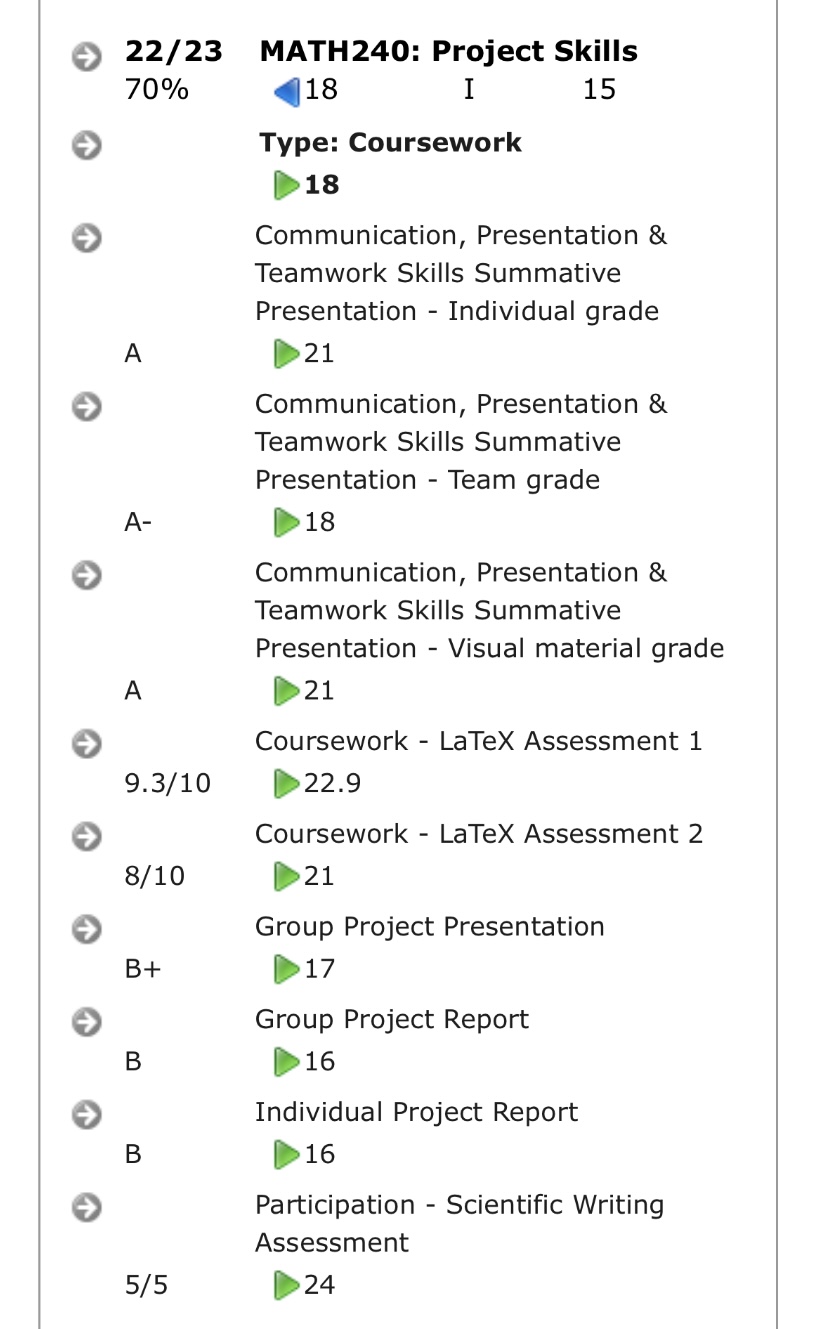 22/23 MATH240: Project Skills
70% 18 I 15
Type: Coursework
18
Communication, Presentation &
Teamwork Skills Summative
Presentation - Individual grade
A 21
Communication, Presentation &
Teamwork Skills Summative
Presentation - Team grade
A- 18
Communication, Presentation &
Teamwork Skills Summative
Presentation - Visual material grade
A 21
Coursework - LaTeX Assessment 1
9.3/10 22.9
Coursework - LaTeX Assessment 2
8/10 21
Group Project Presentation
B+ 17
Group Project Report
B 16
Individual Project Report
B 16
Participation - Scientific Writing
Assessment
5/5 24